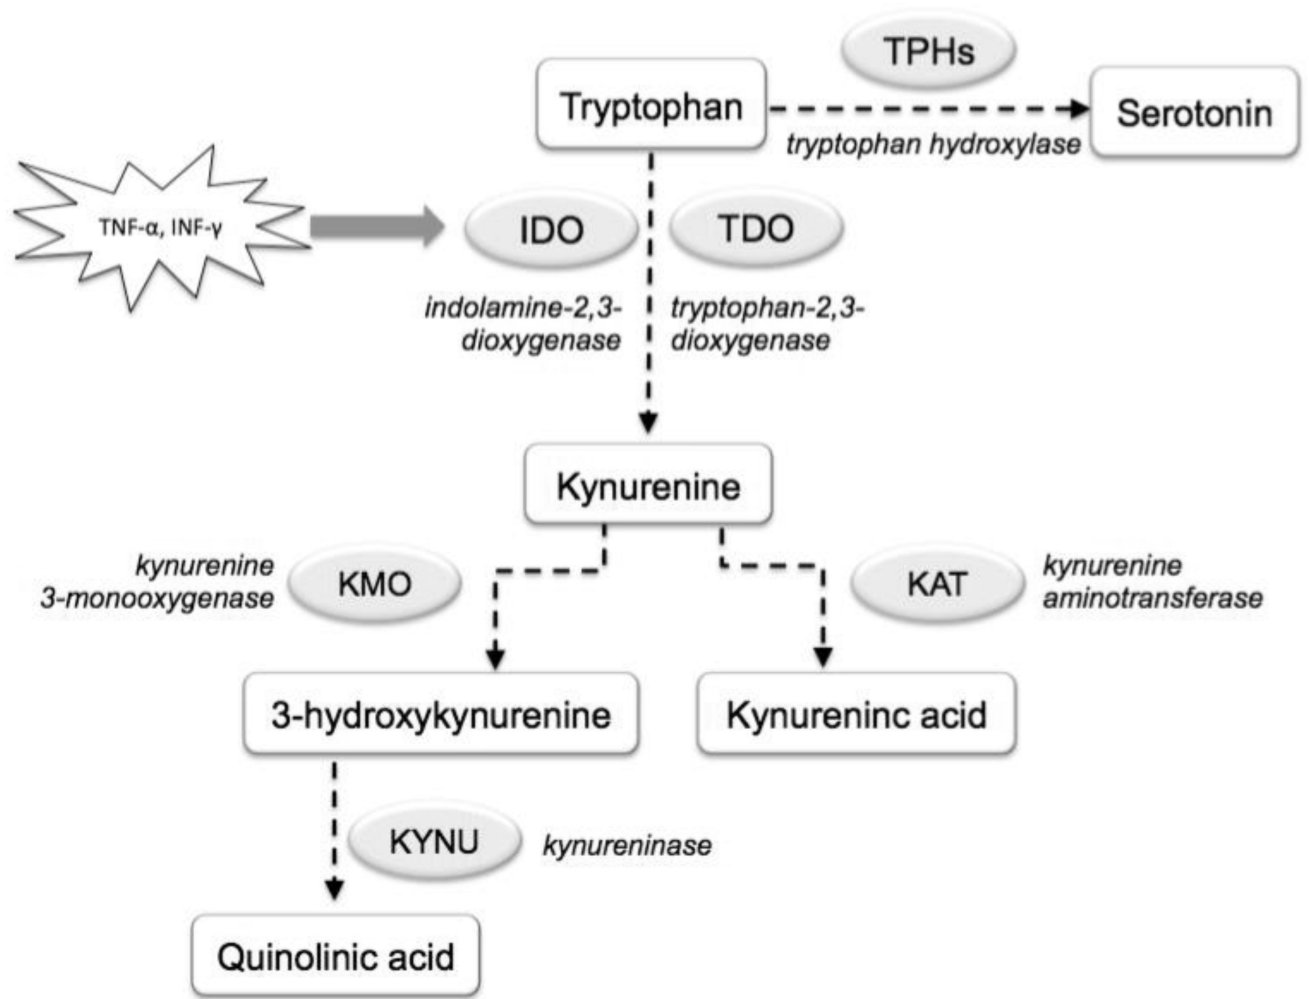 TPHs
Tryptophan
Serotonin
tryptophan hydroxylase
TNF-α, INF-γ
IDO
TDO
indolamine-2,3-
dioxygenase
tryptophan-2,3-
dioxygenase
Kynurenine
kynurenine
3-monooxygenase
KMO
KAT
kynurenine
aminotransferase
3-hydroxykynurenine
Kynureninc acid
KYNU
kynureninase
Quinolinic acid